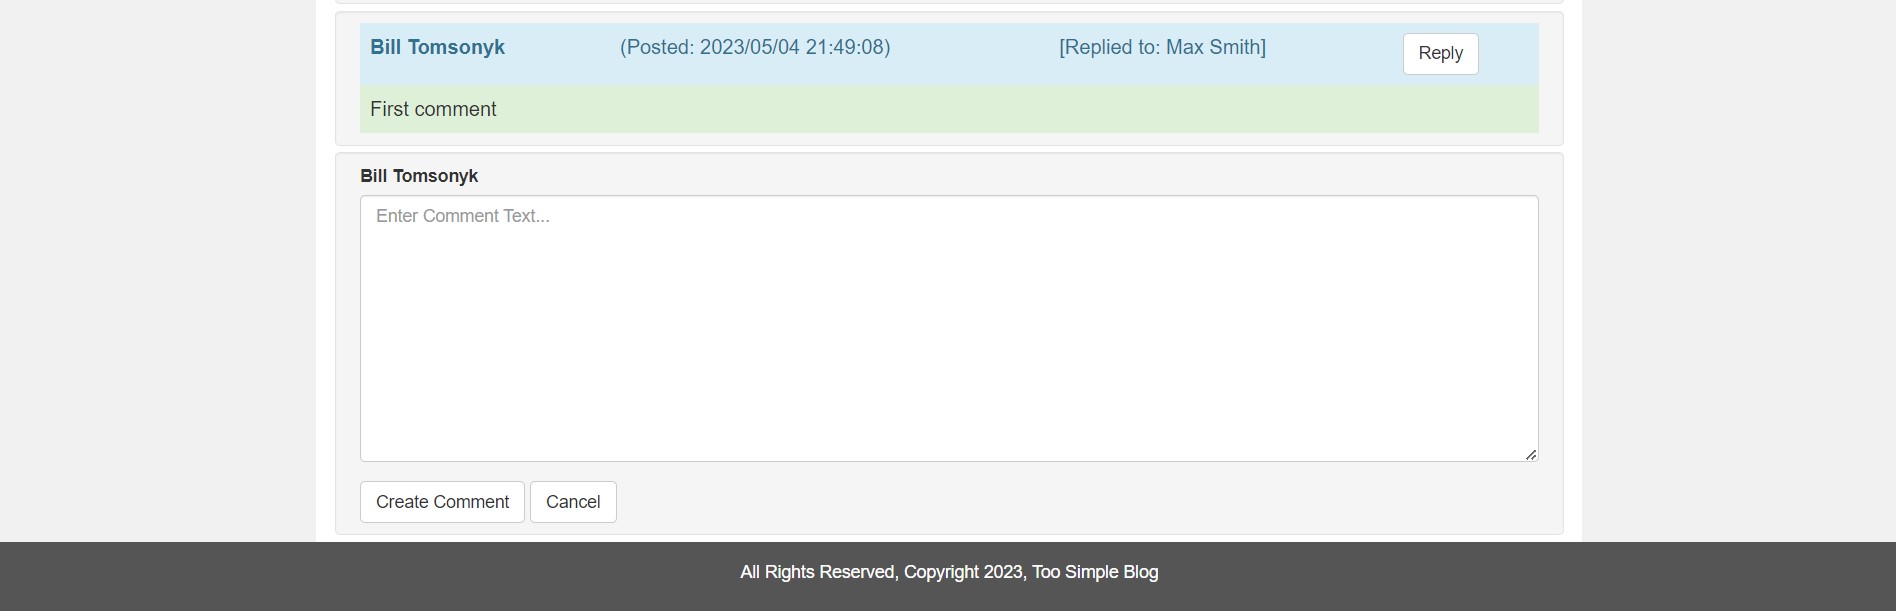 Bill Tomsonyk (Posted: 2023/05/04 21:49:08) [Replied to: Max Smith] Reply
First comment
Bill Tomsonyk
Enter Comment Text...
Create Comment Cancel
All Rights Reserved, Copyright 2023, Too Simple Blog